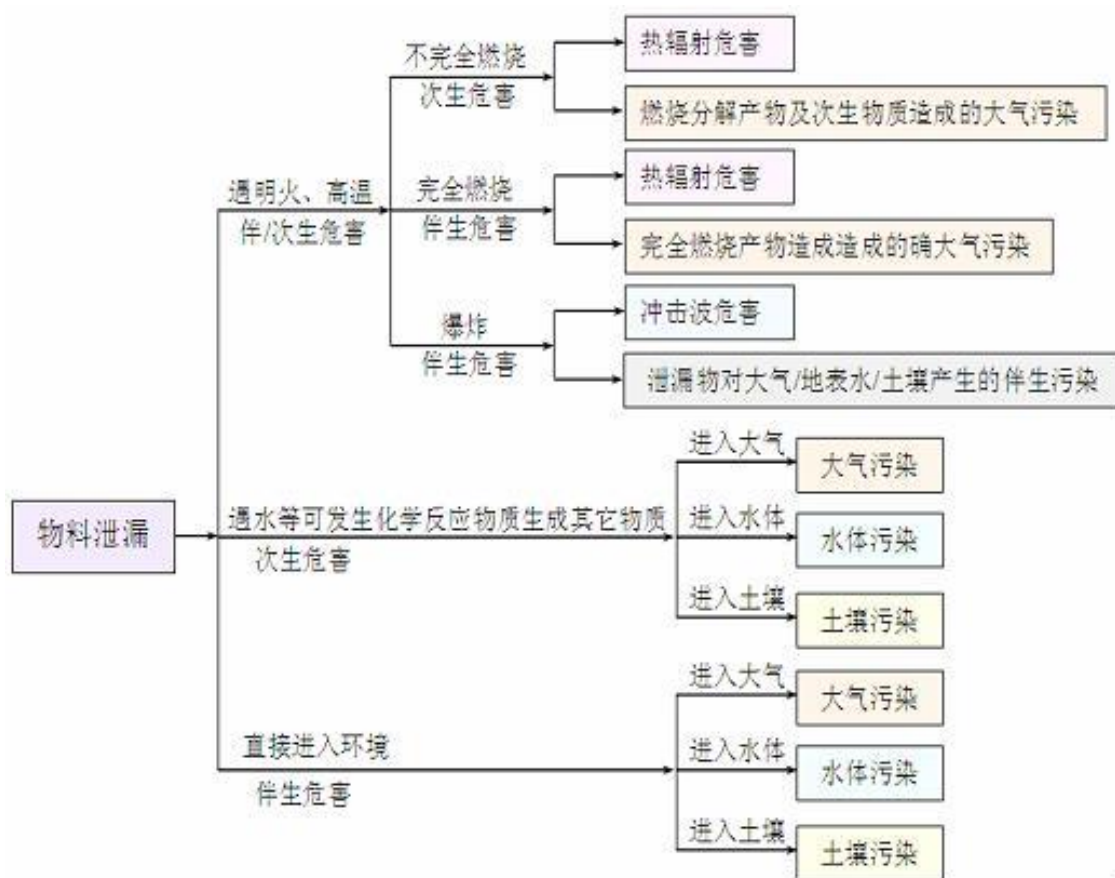 不完全燃烧
次生危害
热辐射危害
燃烧分解产物及次生物质造成的大气污染
遇明火、高温
伴/次生危害
完全燃烧
伴生危害
热辐射危害
完全燃烧产物造成造成的确大气污染
爆炸
伴生危害
冲击波危害
泄漏物对大气/地表水/土壤产生的伴生污染
物料泄漏
遇水等可发生化学反应物质生成其它物质
次生危害
进入大气
大气污染
进入水体
水体污染
进入土壤
土壤污染
直接进入环境
伴生危害
进入大气
大气污染
进入水体
水体污染
进入土壤
土壤污染